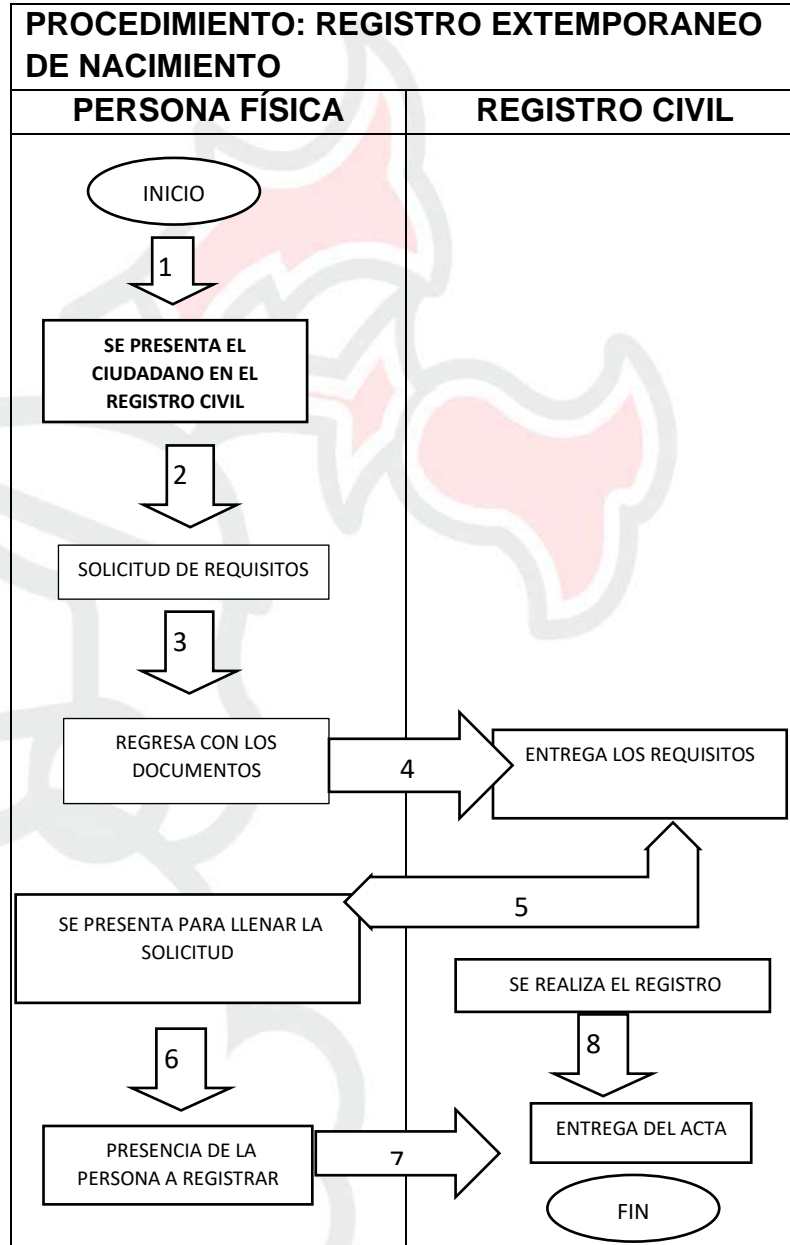 PROCEDIMIENTO: REGISTRO EXTEMPORANEO
DE NACIMIENTO
PERSONA FÍSICA
REGISTRO CIVIL
INICIO
1
SE PRESENTA EL
CIUDADANO EN EL
REGISTRO CIVIL
2
SOLICITUD DE REQUISITOS
3
REGRESA CON LOS
DOCUMENTOS
4
ENTREGA LOS REQUISITOS
5
SE PRESENTA PARA LLENAR LA
SOLICITUD
6
PRESENCIA DE LA
PERSONA A REGISTRAR
7
SE REALIZA EL REGISTRO
8
ENTREGA DEL ACTA
FIN